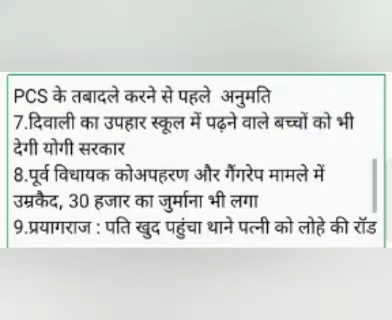 PCS के तबादले करने से पहले अनुमति
7.दिवाली का उपहार स्कूल में पढ़ने वाले बच्चों को भी
देगी योगी सरकार
8.पूर्व विधायक कोअपहरण और गैंगरेप मामले में
उम्रकैद, 30 हजार का जुर्माना भी लगा
9.प्रयागराज : पति खुद पहुंचा थाने पत्नी को लोहे की रॉड